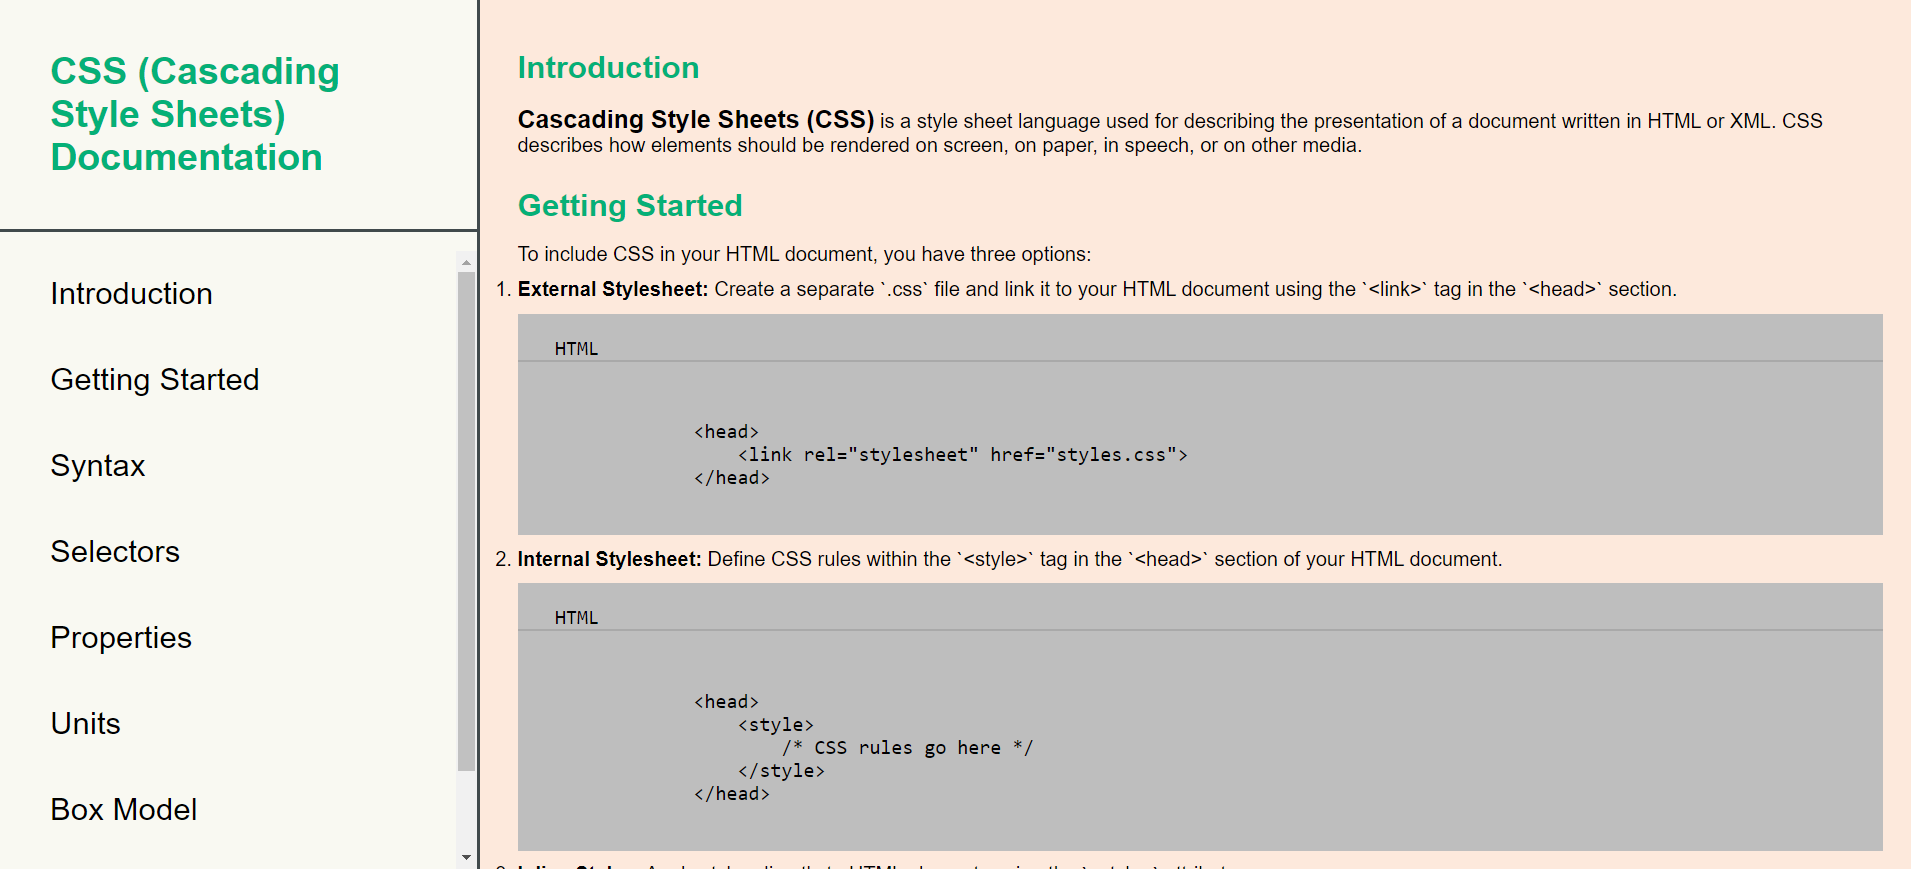 CSS (Cascading
Style Sheets)
Documentation
Introduction
Getting Started
Syntax
Selectors
Properties
Units
Box Model
Introduction
Cascading Style Sheets (CSS) is a style sheet language used for describing the presentation of a document written in HTML or XML. CSS
describes how elements should be rendered on screen, on paper, in speech, or on other media.
Getting Started
To include CSS in your HTML document, you have three options:
1. External Stylesheet: Create a separate `.css` file and link it to your HTML document using the `<link>` tag in the `<head>` section.
HTML
<head>
    <link rel="stylesheet" href="styles.css">
</head>
2. Internal Stylesheet: Define CSS rules within the `<style>` tag in the `<head>` section of your HTML document.
HTML
<head>
    <style>
        /* CSS rules go here */
    </style>
</head>